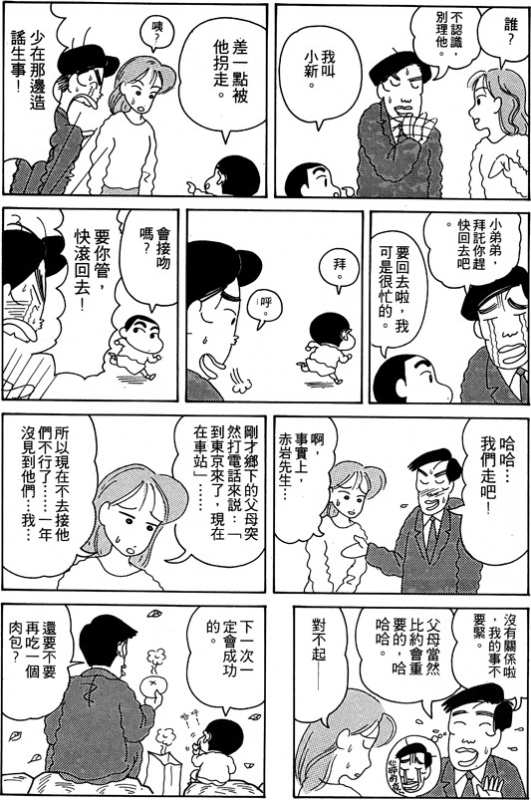 誰?
不認識,
別理他。
我叫
小新。
差一點被
他拐走。
咦?
少在那邊造
謠生事!
小弟弟,
拜託你趕
快回去吧
。
要回去啦,我
可是很忙的。
拜。
呼。
會接吻
嗎?
要你管,
快滾回去!
哈哈…
我們走吧!
啊,
事實上,
赤岩先生…
剛才鄉下的父母突
然打電話來說:「
到東京來了,現在
在車站」……
所以現在不去接他
們不行了……一年
沒見到他們…我…
沒有關係啦
,我的事不
要緊。
父母當然
比約會重
要的,哈
哈哈。
對不起——
下一次一
定會成功
的。
還要不要
再吃一個
肉包?